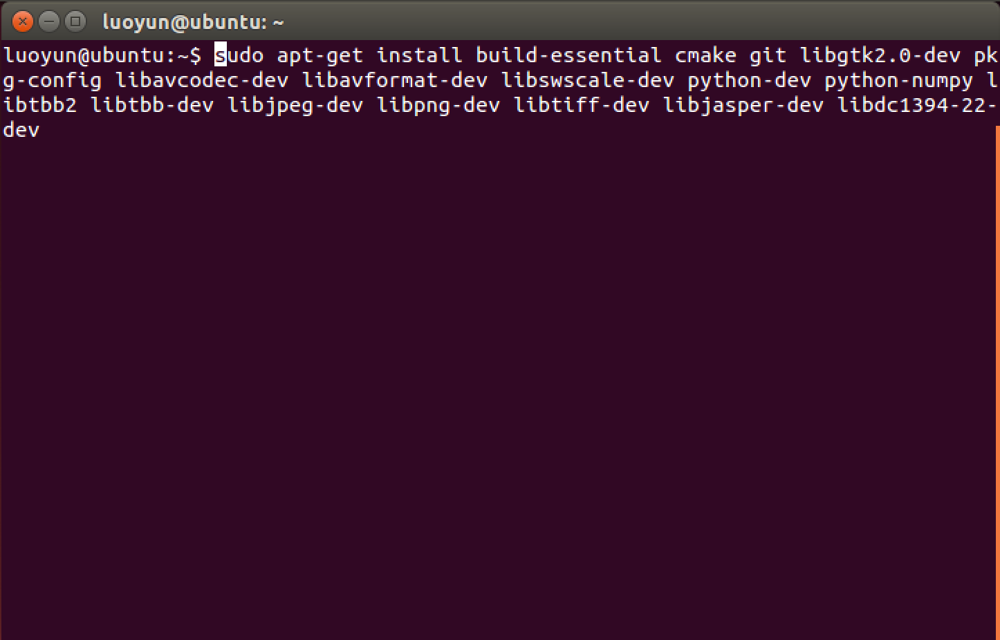 luoyun@ubuntu: ~
luoyun@ubuntu:~$ sudo apt-get install build-essential cmake git libgtk2.0-dev pk
g-config libavcodec-dev libavformat-dev libswscale-dev python-dev python-numpy l
ibtbb2 libtbb-dev libjpeg-dev libpng-dev libtiff-dev libjasper-dev libdc1394-22-
dev